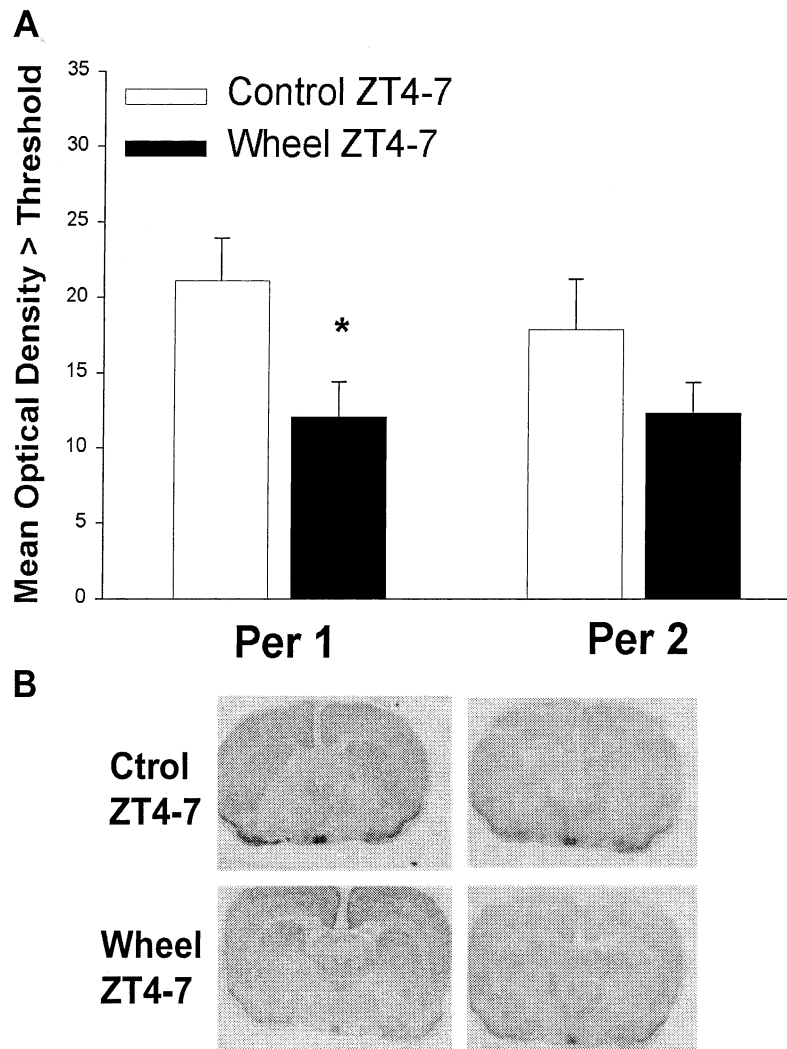 A
Mean Optical Density > Threshold
35
30
25
20
15
10
5
0
Control ZT4-7
Wheel ZT4-7
*
Per 1
Per 2
B
Ctrol
ZT4-7
Wheel
ZT4-7